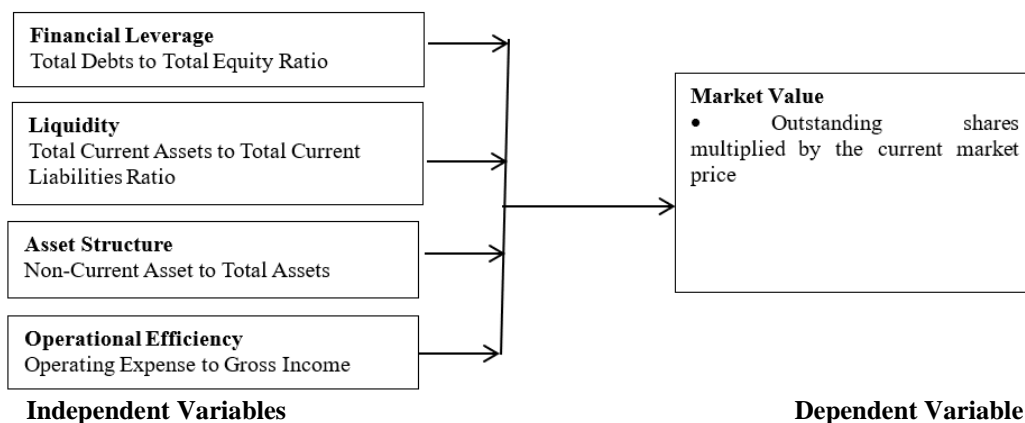 Financial Leverage
Total Debts to Total Equity Ratio
Liquidity
Total Current Assets to Total Current
Liabilities Ratio
Asset Structure
Non-Current Asset to Total Assets
Operational Efficiency
Operating Expense to Gross Income
Independent Variables
Market Value
• Outstanding shares
multiplied by the current market
price
Dependent Variable